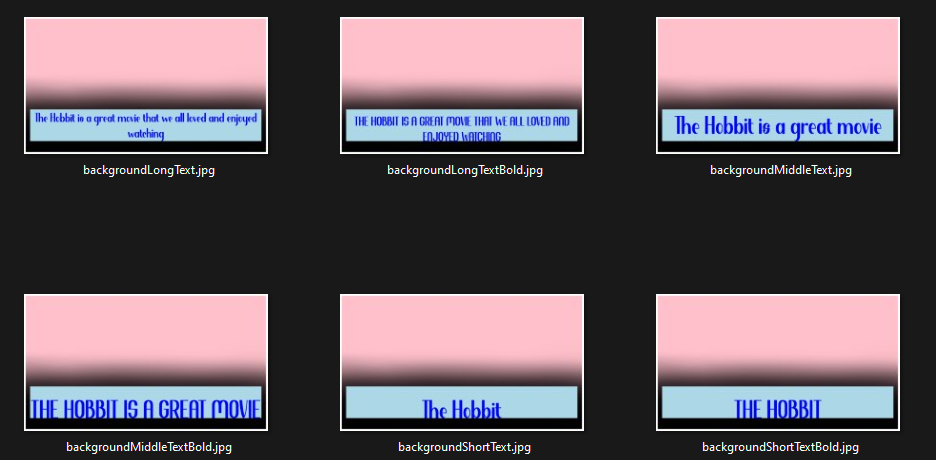 The Hobbit is a great movie that we all loved and enjoyed
watching
backgroundLongText.jpg
THE HOBBIT IS A GREAT MOVIE THAT WE ALL LOVED AND
ENJOYED WATCHING
backgroundLongTextBold.jpg
The Hobbit is a great movie
backgroundMiddleText.jpg
THE HOBBIT IS A GREAT MOVIE
backgroundMiddleTextBold.jpg
The Hobbit
backgroundShortText.jpg
THE HOBBIT
backgroundShortTextBold.jpg